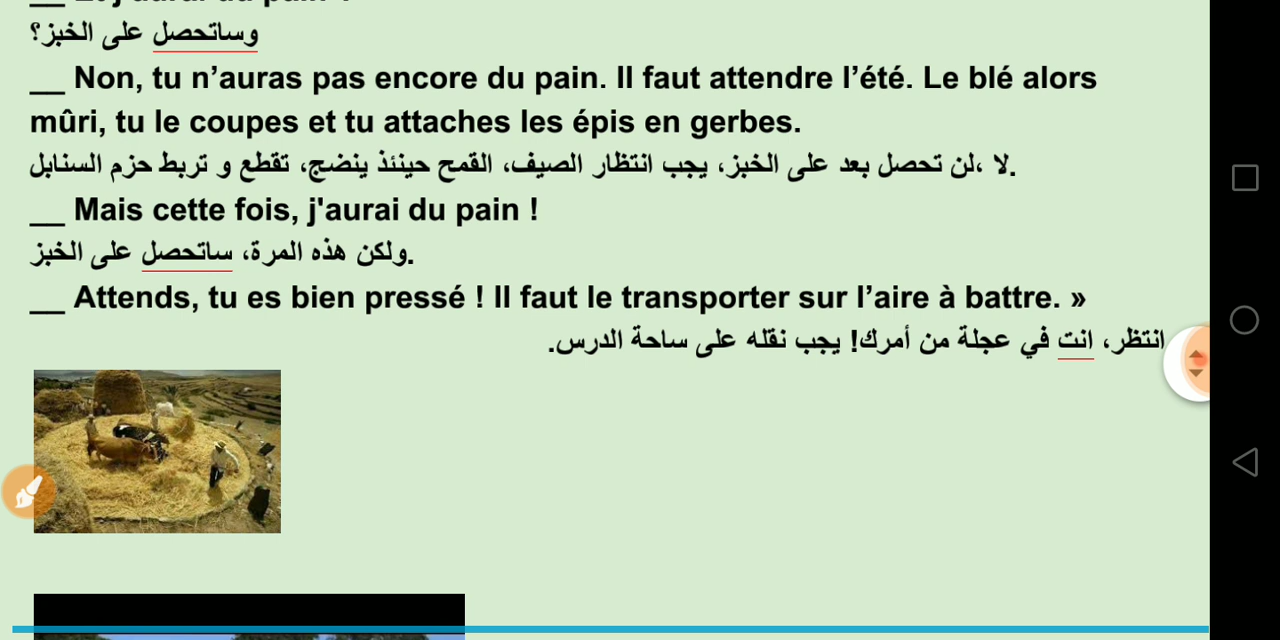 وساتحصل على الخبز؟
__ Non, tu n’auras pas encore du pain. Il faut attendre l’été. Le blé alors
mûri, tu le coupes et tu attaches les épis en gerbes.
لا ،لن تحصل بعد على الخبز، يجب انتظار الصيف، القمح حينئذ ينضج، تقطع و تربط حزم السنابل.
__ Mais cette fois, j'aurai du pain !
ولكن هذه المرة، ساتحصل على الخبز.
__ Attends, tu es bien pressé ! Il faut le transporter sur l’aire à battre. »
انتظر، انت في عجلة من أمرك! يجب نقله على ساحة الدرس.